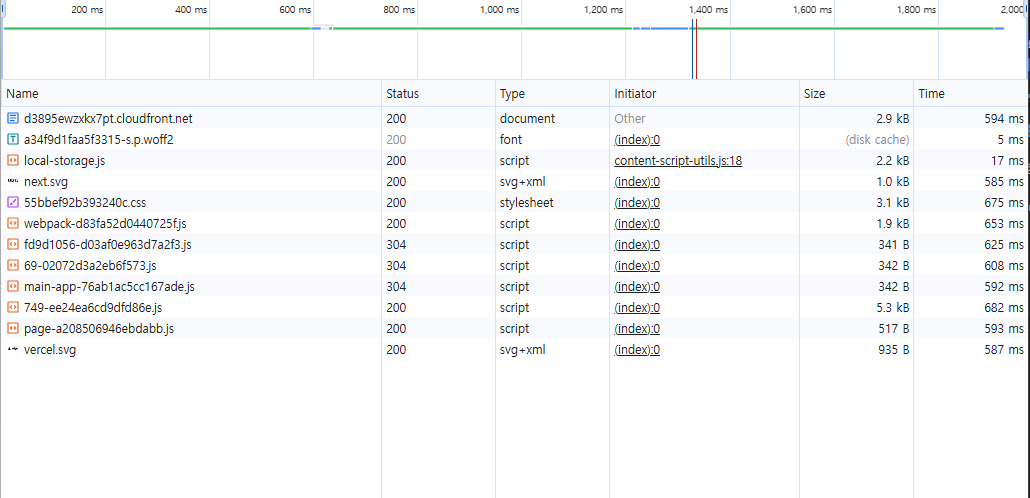 200 ms 400 ms 600 ms 800 ms 1,000 ms 1,200 ms 1,400 ms 1,600 ms 1,800 ms 2,000
Name Status Type Initiator Size Time
d3895ewzxkx7pt.cloudfront.net 200 document Other 2.9 kB 594 ms
a34f9d1faa5f3315-s.p.woff2 200 font (index):0 (disk cache) 5 ms
local-storage.js 200 script content-script-utils.js:18 2.2 kB 17 ms
next.svg 200 svg+xml (index):0 1.0 kB 585 ms
55bbef92b393240c.css 200 stylesheet (index):0 3.1 kB 675 ms
webpack-d83fa52d0440725f.js 200 script (index):0 1.9 kB 653 ms
fd9d1056-d03af0e963d7a2f3.js 304 script (index):0 341 B 625 ms
69-02072d3a2eb6f573.js 304 script (index):0 342 B 608 ms
main-app-76ab1ac5cc167ade.js 304 script (index):0 342 B 592 ms
749-ee24ea6cd9dfd86e.js 200 script (index):0 5.3 kB 682 ms
page-a208506946ebdabb.js 200 script (index):0 517 B 593 ms
vercel.svg 200 svg+xml (index):0 935 B 587 ms